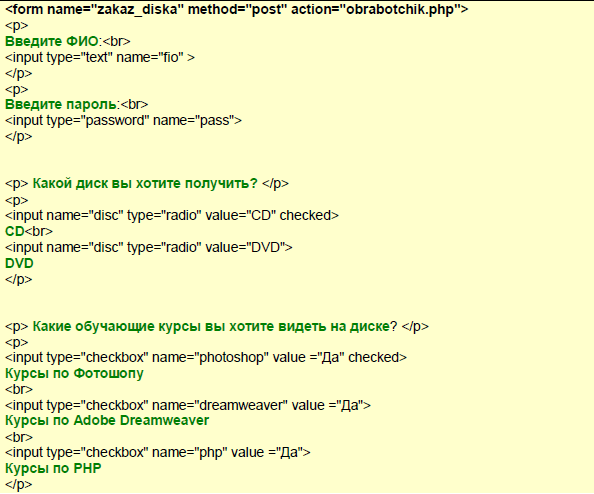 <form name="zakaz_diska" method="post" action="obrabotchik.php">
<p>
Введите ФИО:<br>
<input type="text" name="fio" >
</p>
<p>
Введите пароль:<br>
<input type="password" name="pass">
</p>
<p> Какой диск вы хотите получить? </p>
<p>
<input name="disc" type="radio" value="CD" checked>
CD<br>
<input name="disc" type="radio" value="DVD">
DVD
</p>
<p> Какие обучающие курсы вы хотите видеть на диске? </p>
<p>
<input type="checkbox" name="photoshop" value ="Да" checked>
Курсы по Фотошопу
<br>
<input type="checkbox" name="dreamweaver" value ="Да">
Курсы по Adobe Dreamweaver
<br>
<input type="checkbox" name="php" value ="Да">
Курсы по PHP
</p>